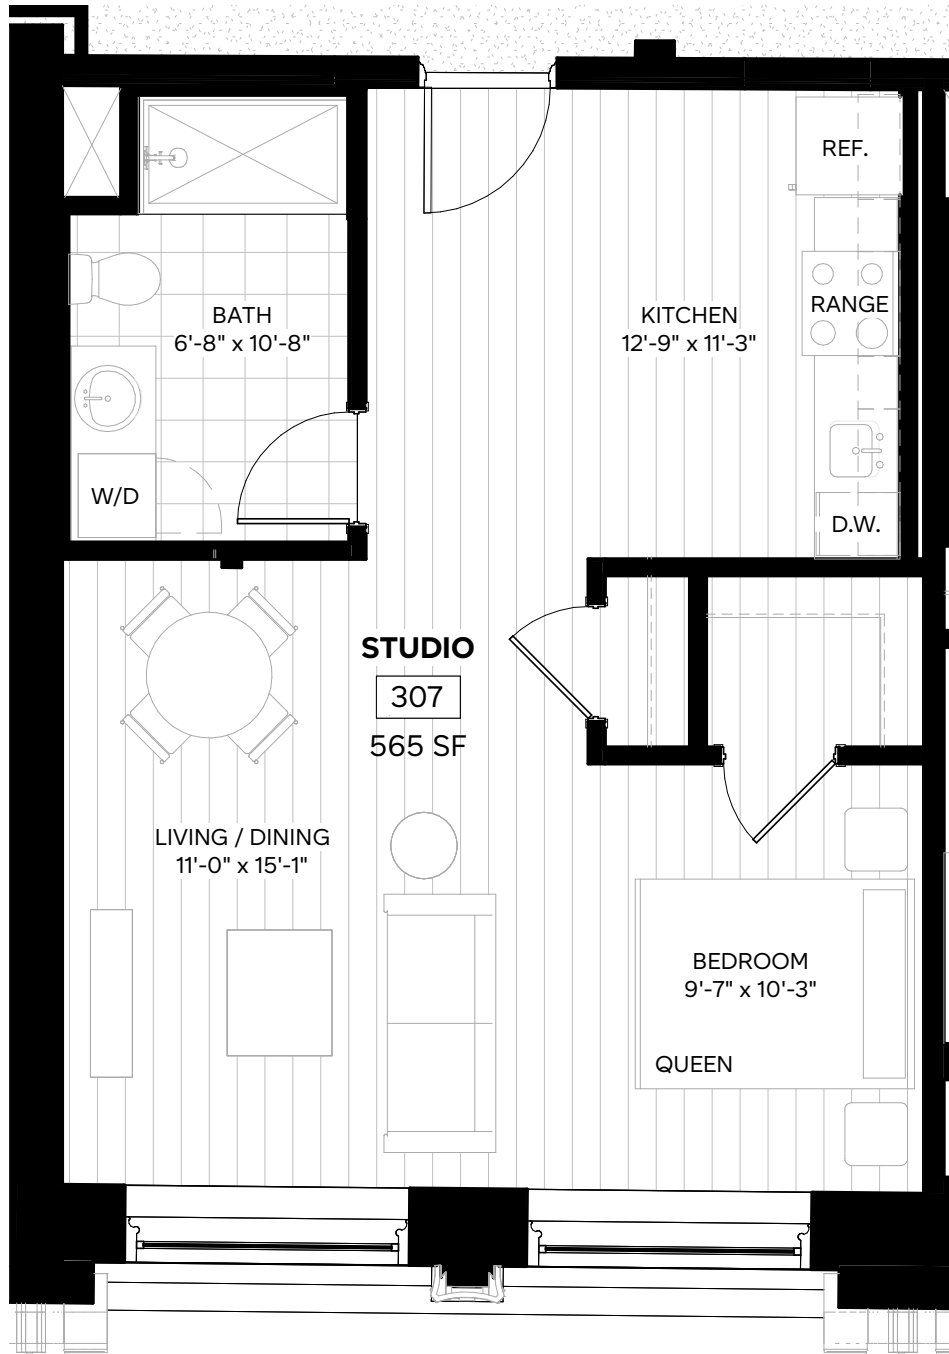 REF.
BATH
6'-8" x 10'-8"
KITCHEN
12'-9" x 11'-3"
RANGE
W/D
D.W.
STUDIO
307
565 SF
LIVING / DINING
11'-0" x 15'-1"
BEDROOM
9'-7" x 10'-3"
QUEEN